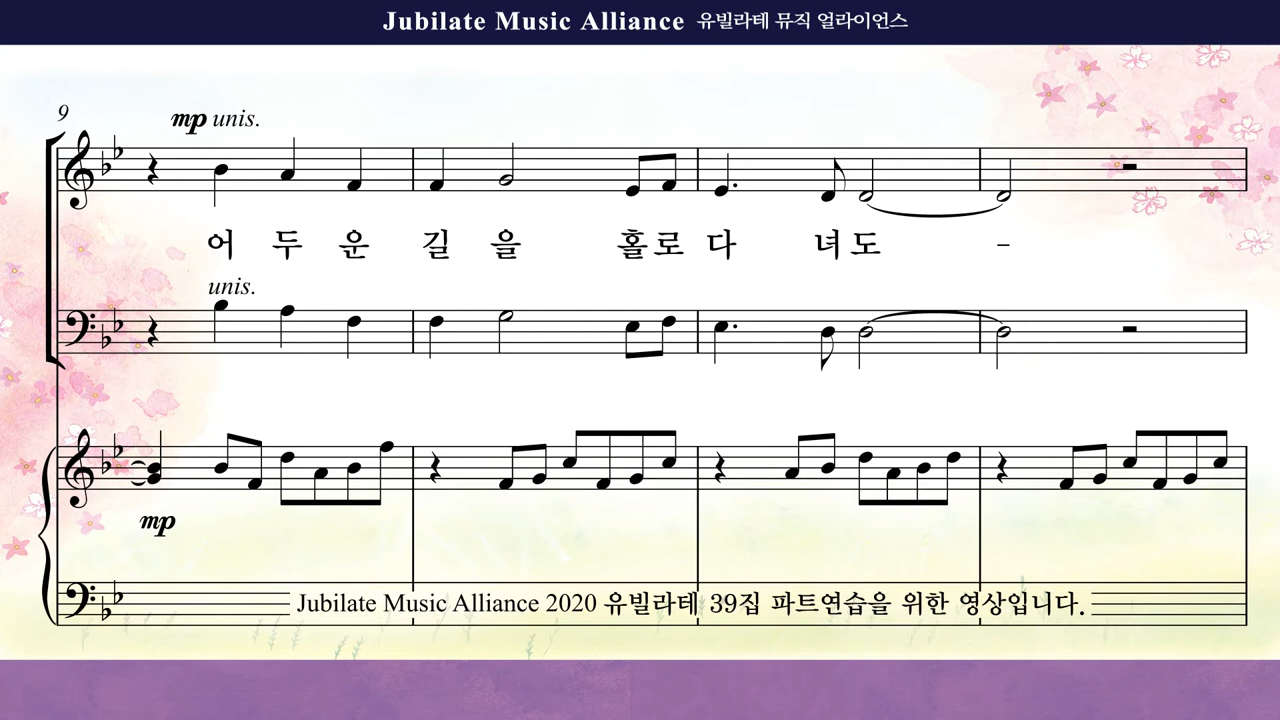 Jubilate Music Alliance 유빌라테 뮤직 얼라이언스
9
mp unis.
어 두 운 길 을 홀 로 다 녀 도 -
unis.
mp
Jubilate Music Alliance 2020 유빌라테 39집 파트연습을 위한 영상입니다.